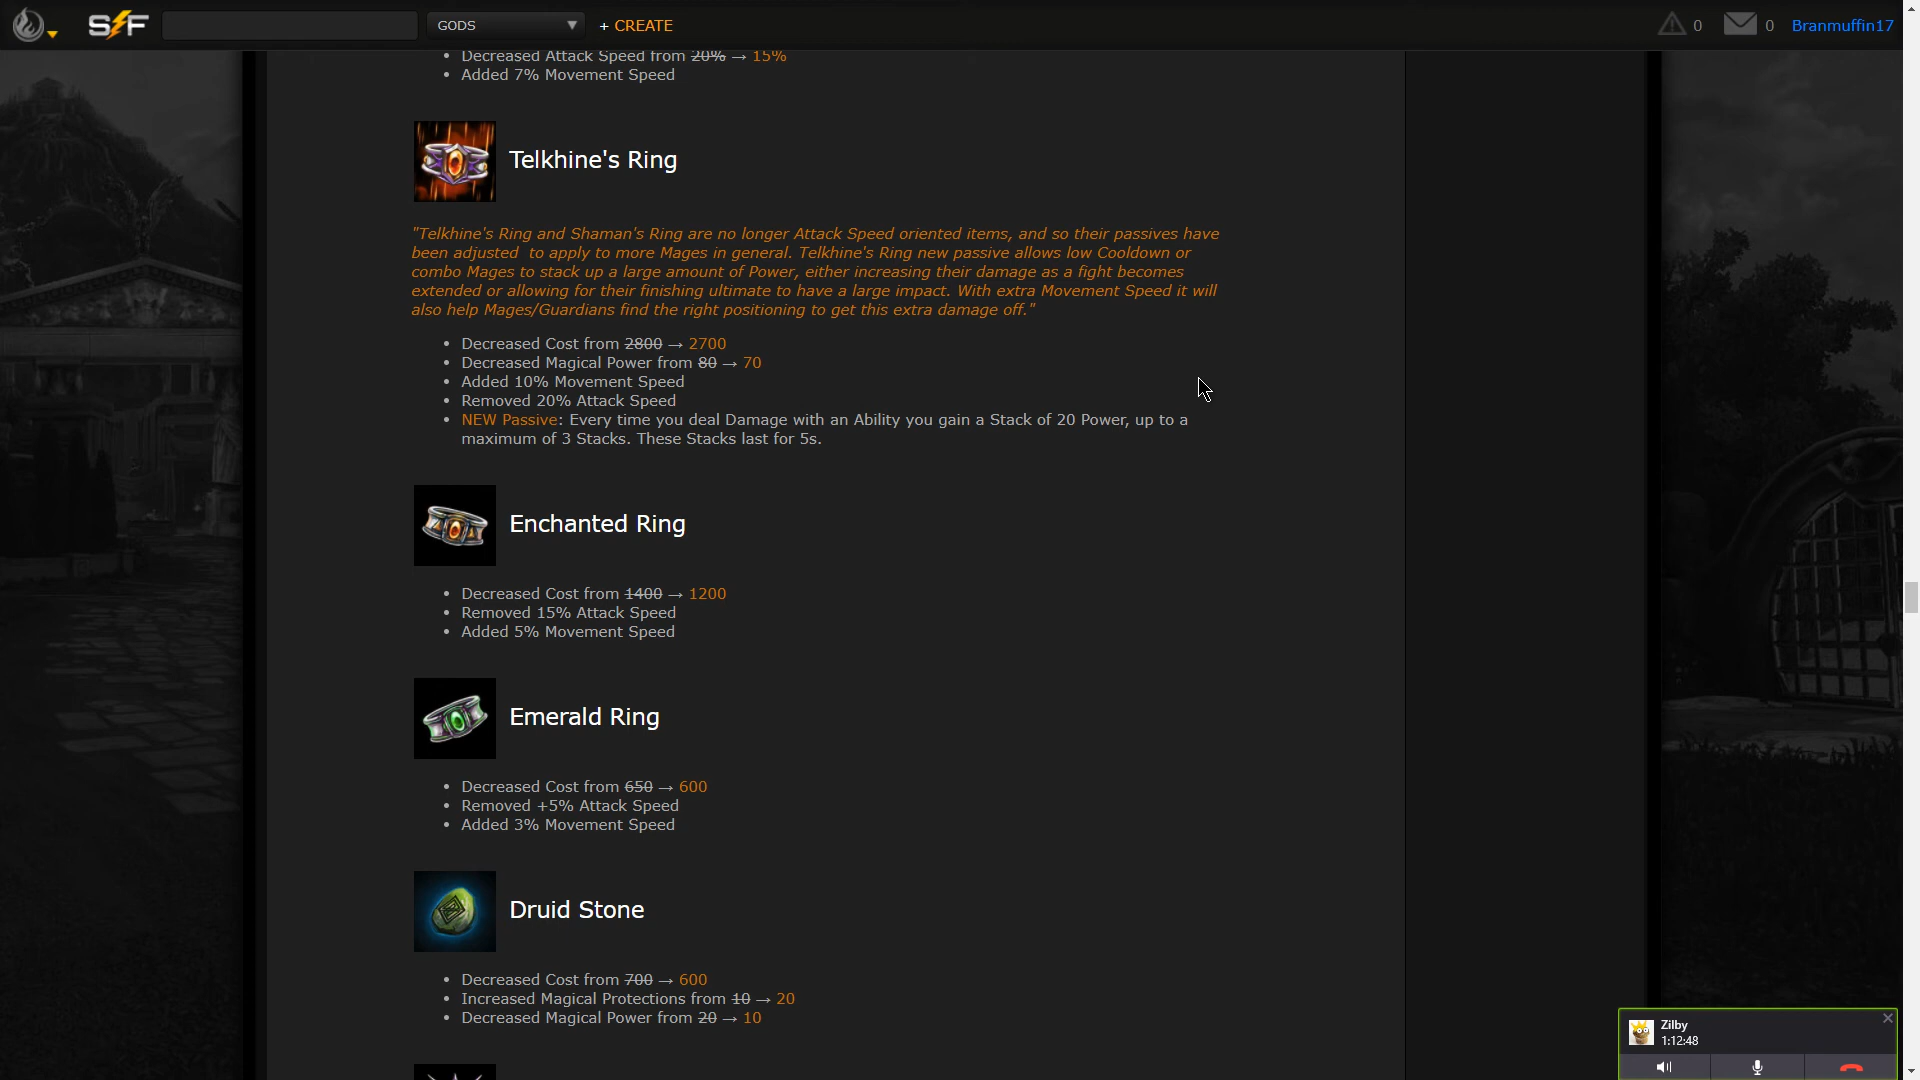 SF GODS + CREATE 0 0 Branmuffin17
• Decreased Attack Speed from 20% → 15%
• Added 7% Movement Speed
Telkhine's Ring
"Telkhine's Ring and Shaman's Ring are no longer Attack Speed oriented items, and so their passives have
been adjusted to apply to more Mages in general. Telkhine's Ring new passive allows low Cooldown or
combo Mages to stack up a large amount of Power, either increasing their damage as a fight becomes
extended or allowing for their finishing ultimate to have a large impact. With extra Movement Speed it will
also help Mages/Guardians find the right positioning to get this extra damage off."
• Decreased Cost from 2800 → 2700
• Decreased Magical Power from 80 → 70
• Added 10% Movement Speed
• Removed 20% Attack Speed
• NEW Passive: Every time you deal Damage with an Ability you gain a Stack of 20 Power, up to a
maximum of 3 Stacks. These Stacks last for 5s.
Enchanted Ring
• Decreased Cost from 1400 → 1200
• Removed 15% Attack Speed
• Added 5% Movement Speed
Emerald Ring
• Decreased Cost from 650 → 600
• Removed +5% Attack Speed
• Added 3% Movement Speed
Druid Stone
• Decreased Cost from 700 → 600
• Increased Magical Protections from 10 → 20
• Decreased Magical Power from 20 → 10
Zilby
1:12:48